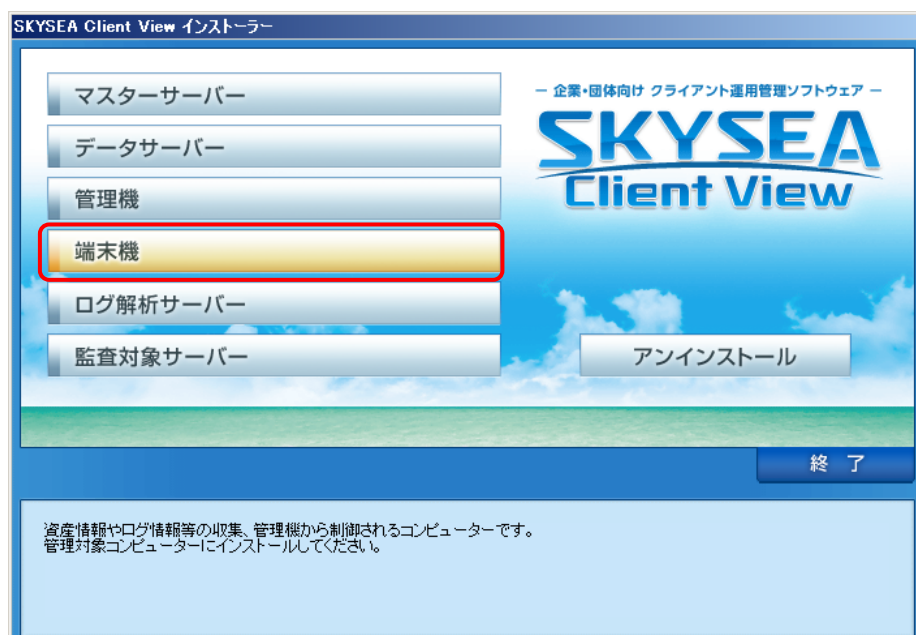 SKYSEA Client View インストーラー
マスターサーバー
データサーバー
管理機
端末機
ログ解析サーバー
監査対象サーバー
− 企業・団体向け クライアント運用管理ソフトウェア −
SKYSEA
Client View
アンインストール
終 了
資産情報やログ情報等の収集、管理機から制御されるコンピューターです。
管理対象コンピューターにインストールしてください。